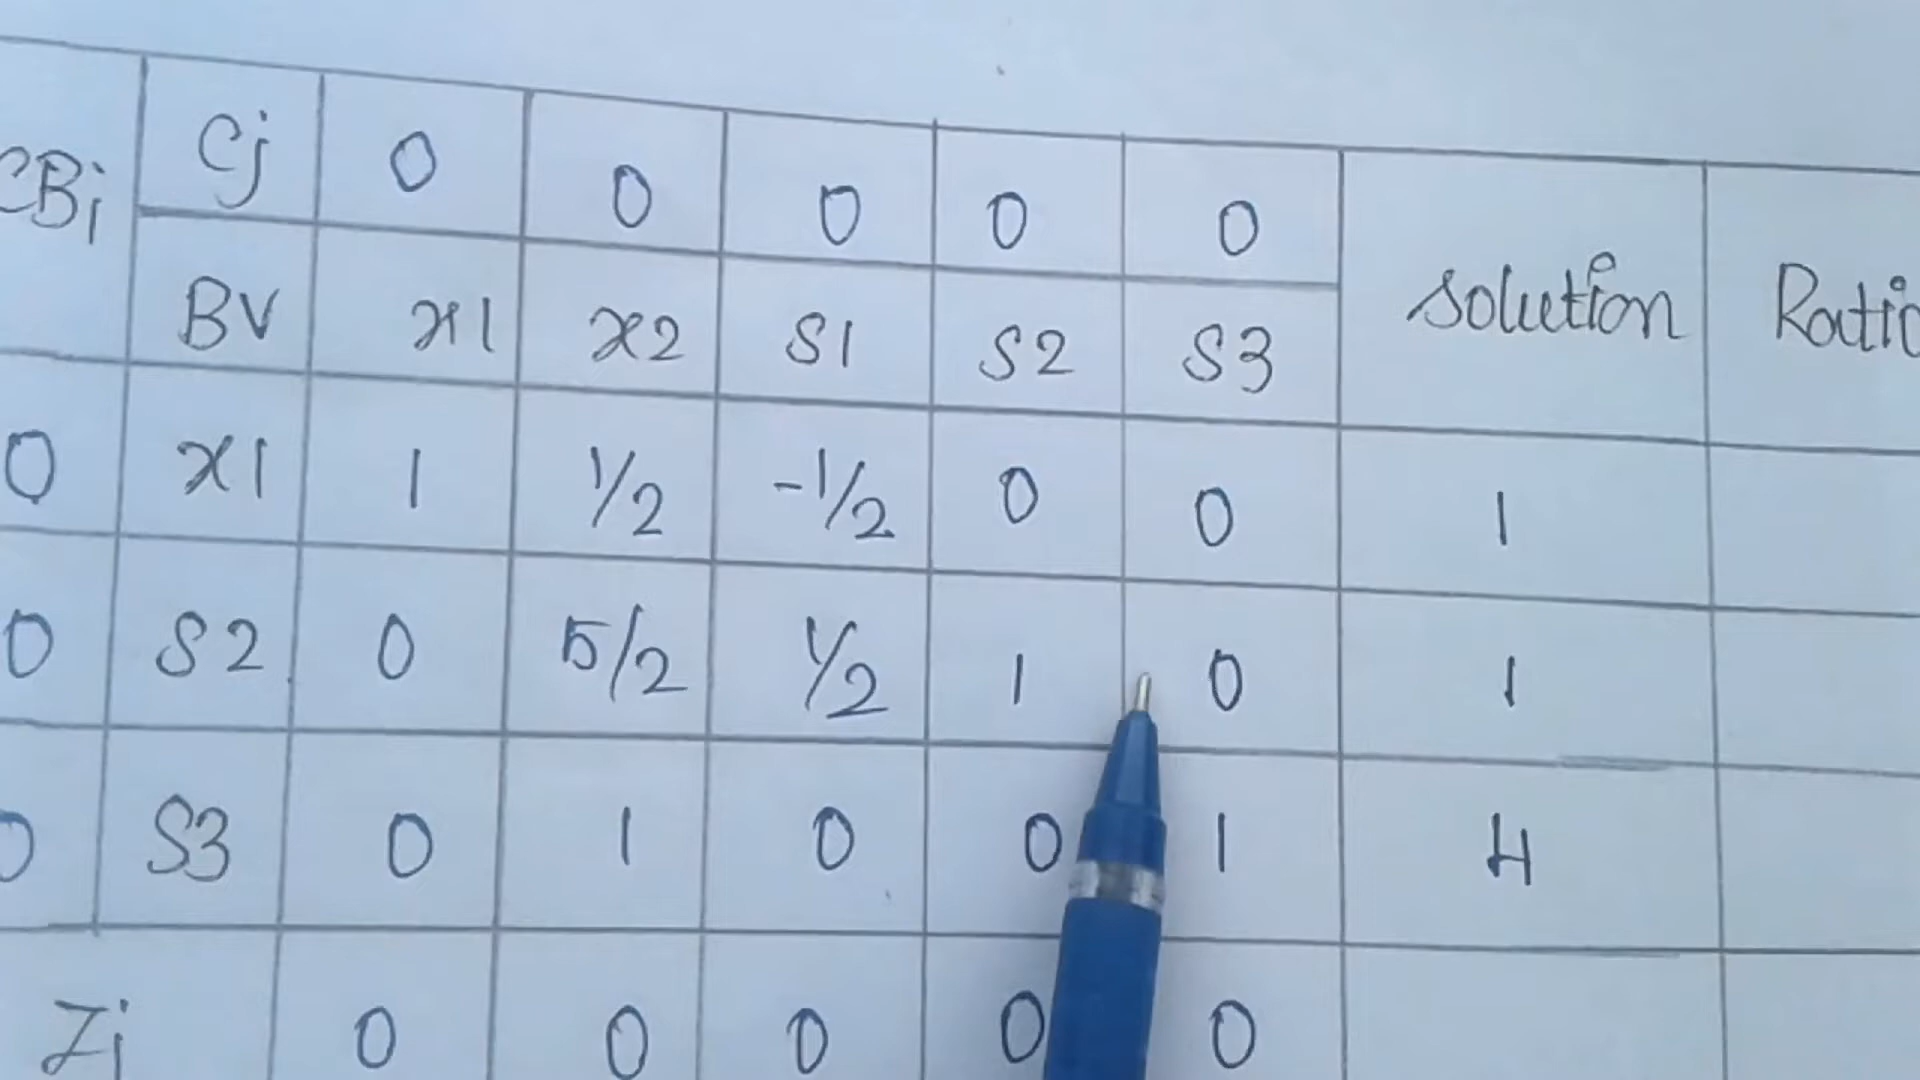 CBi Cj 0 0 0 0 0 solution Ratio
BV x1 x2 S1 S2 S3
0 x1 1 1/2 -1/2 0 0 1
0 S2 0 5/2 1/2 1 0 1
0 S3 0 1 0 0 1 4
Zj 0 0 0 0 0